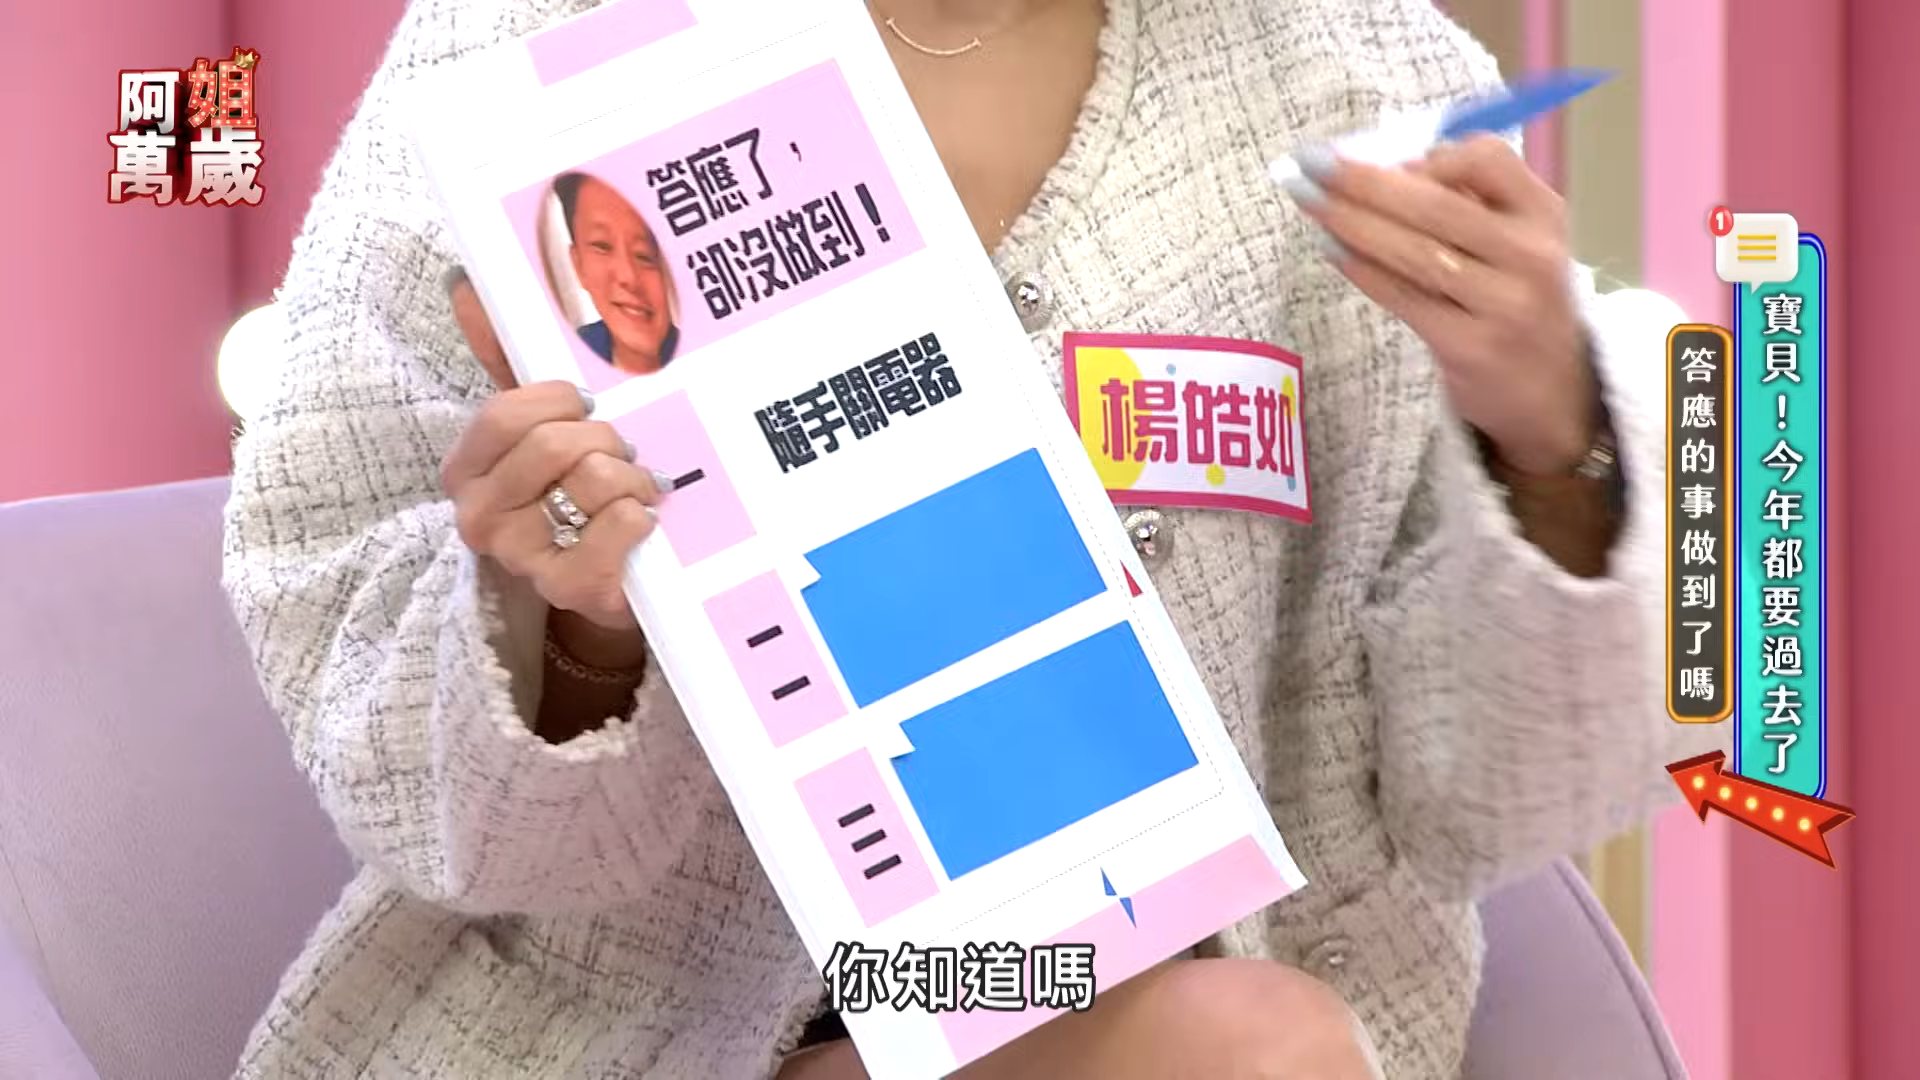 阿姐
萬歲
答應了，
卻沒做到！
隨手關電器
一
二
三
楊皓如
1
寶貝！今年都要過去了
答應的事做到了嗎
你知道嗎